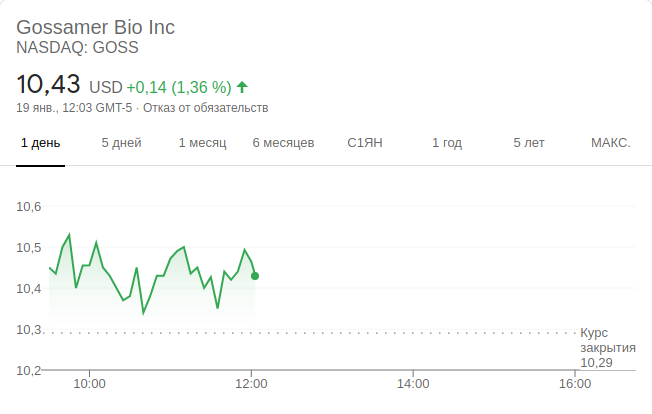 Gossamer Bio Inc
NASDAQ: GOSS
10,43 USD +0,14 (1,36 %)
19 янв., 12:03 GMT-5 · Отказ от обязательств
1 день 5 дней 1 месяц 6 месяцев С1ЯН 1 год 5 лет МАКС.
10,6
10,5
10,4
10,3
Курс
закрытия
10,29
10,2
10:00 12:00 14:00 16:00